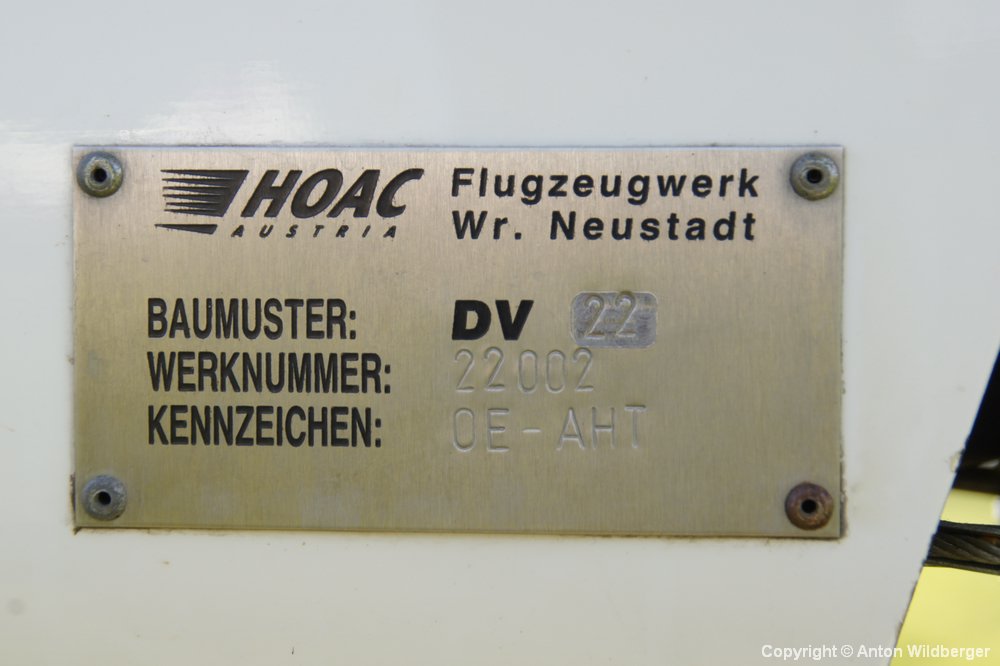 HOAC
AUSTRIA
Flugzeugwerk
Wr. Neustadt
BAUMUSTER: DV 22
WERKNUMMER: 22002
KENNZEICHEN: OE-AHT
Copyright © Anton Wildberger